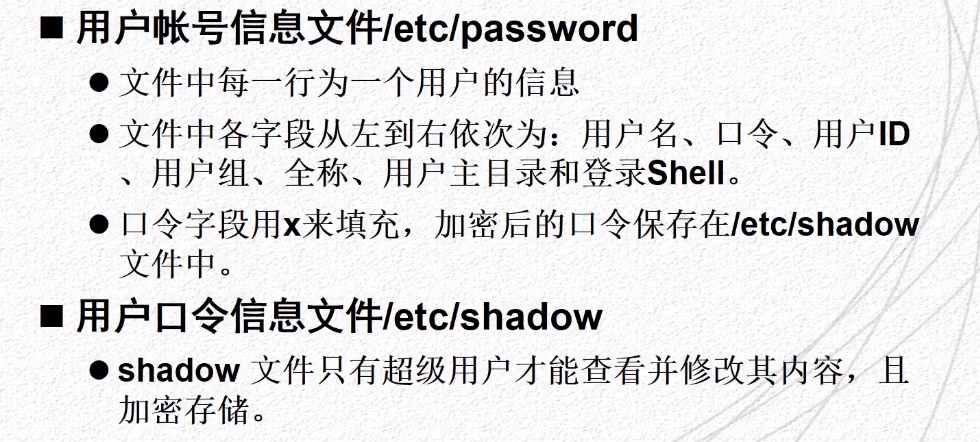 ■ 用户帐号信息文件/etc/password
● 文件中每一行为一个用户的信息
● 文件中各字段从左到右依次为：用户名、口令、用户ID
、用户组、全称、用户主目录和登录Shell。
● 口令字段用x来填充，加密后的口令保存在/etc/shadow
文件中。
■ 用户口令信息文件/etc/shadow
● shadow 文件只有超级用户才能查看并修改其内容，且
加密存储。